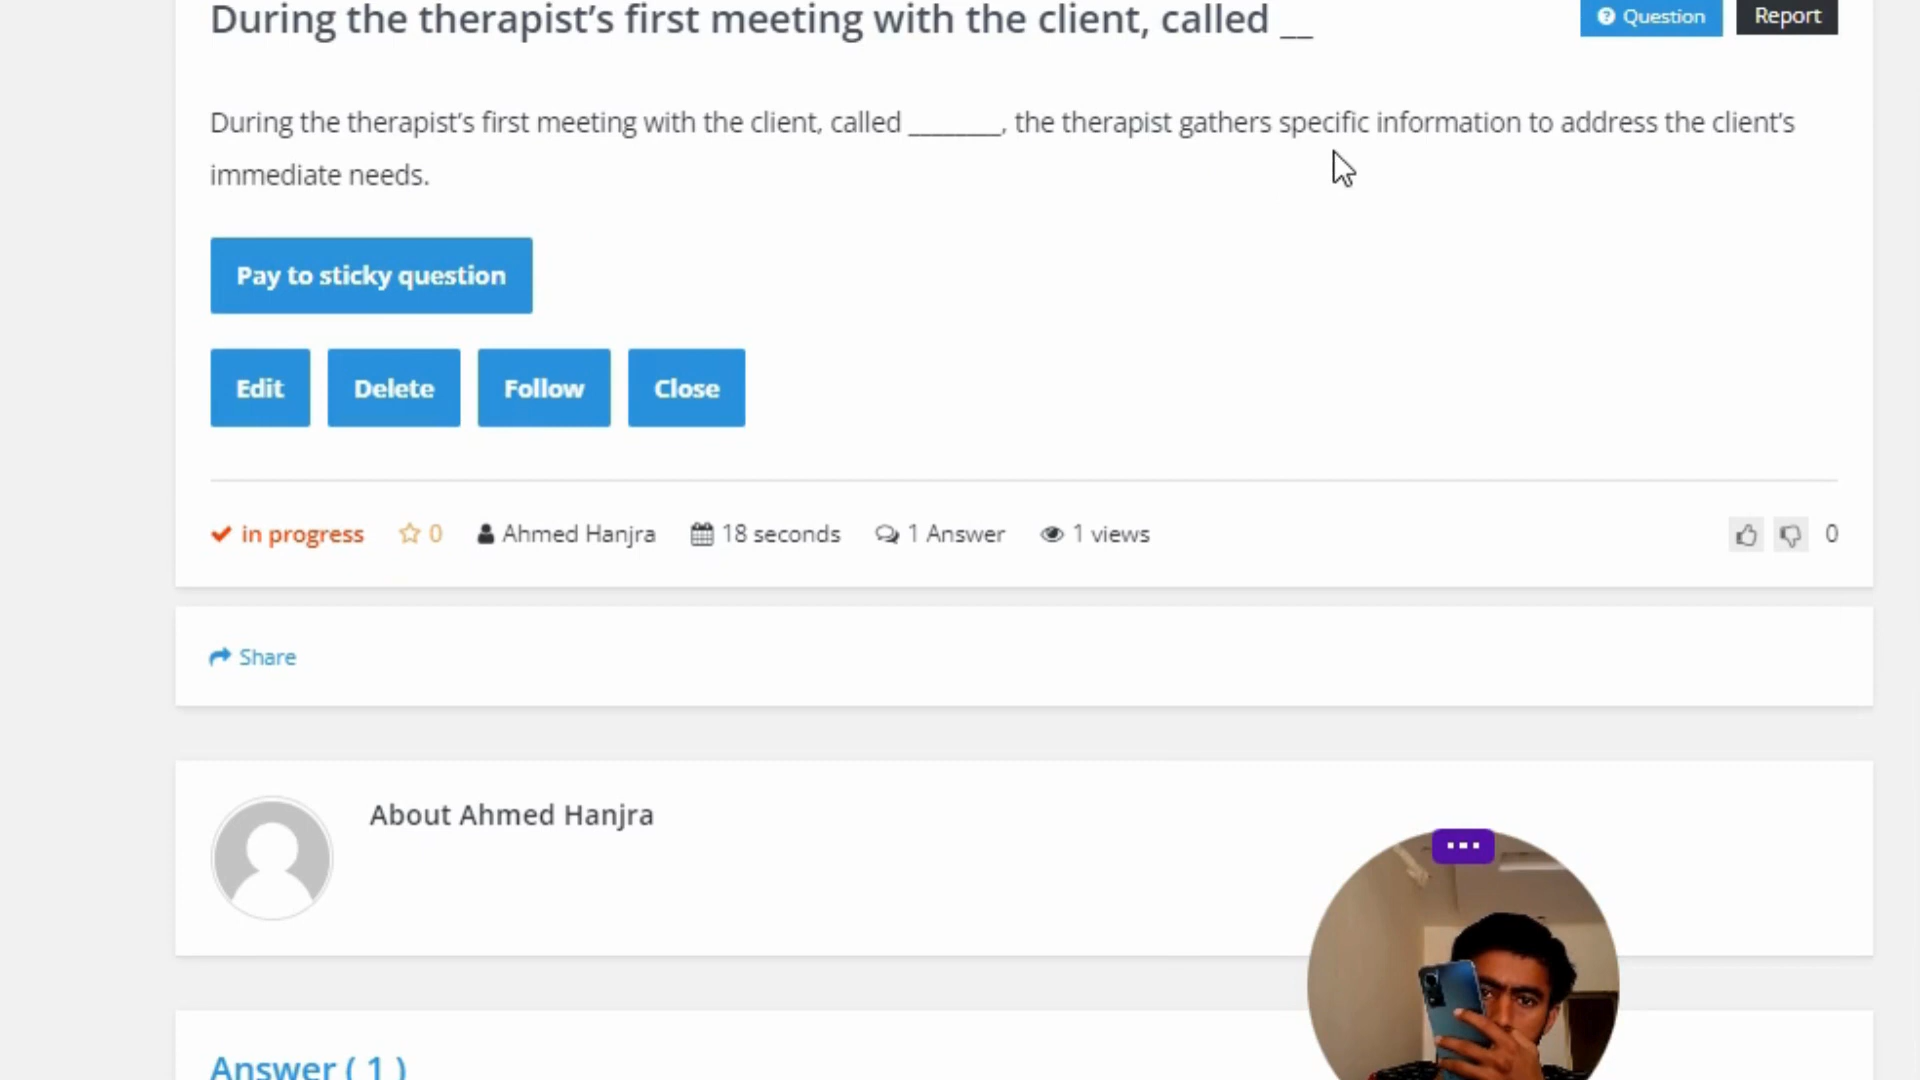 During the therapist's first meeting with the client, called __
Question
Report
During the therapist's first meeting with the client, called ________, the therapist gathers specific information to address the client's
immediate needs.
Pay to sticky question
Edit
Delete
Follow
Close
in progress
0
Ahmed Hanjra
18 seconds
1 Answer
1 views
0
Share
About Ahmed Hanjra
Answer ( 1 )